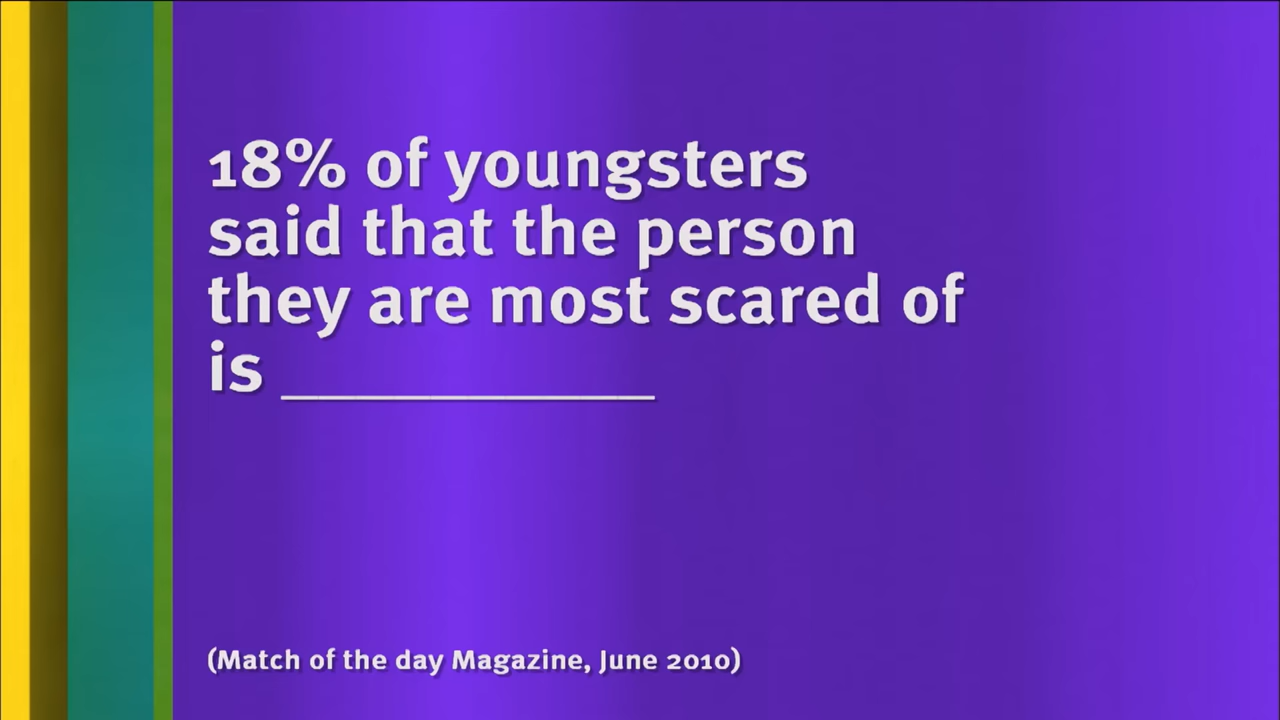 18% of youngsters
said that the person
they are most scared of
is _______________
(Match of the day Magazine, June 2010)